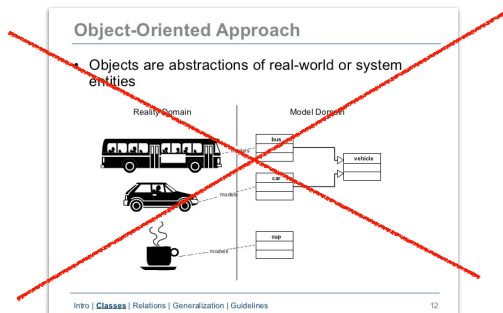 Object-Oriented Approach
• Objects are abstractions of real-world or system
entities
Reality Domain
Model Domain
models
bus
vehicle
models
car
models
cup
Intro | Classes | Relations | Generalization | Guidelines
12